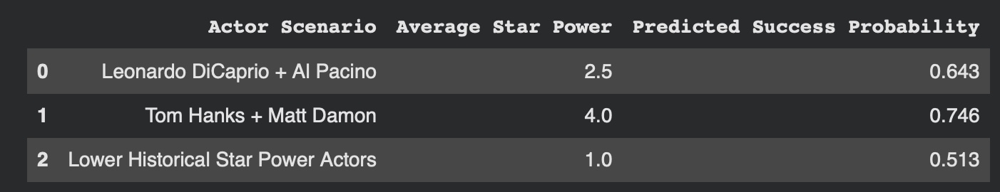 Actor Scenario Average Star Power Predicted Success Probability
0 Leonardo DiCaprio + Al Pacino 2.5 0.643
1 Tom Hanks + Matt Damon 4.0 0.746
2 Lower Historical Star Power Actors 1.0 0.513